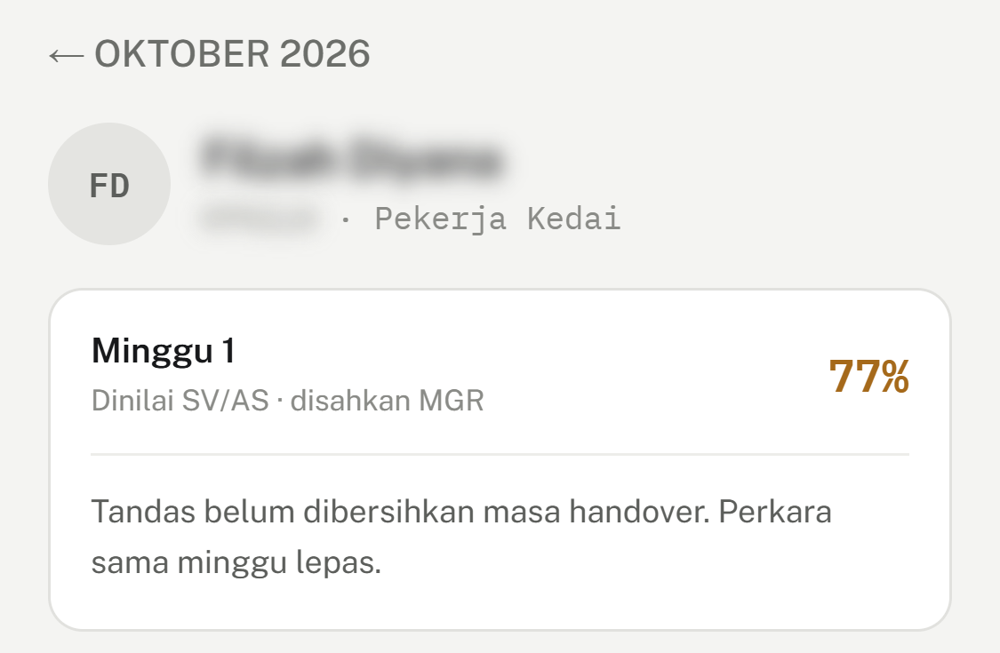 ← OKTOBER 2026
FD
· Pekerja Kedai
Minggu 1
Dinilai SV/AS · disahkan MGR
77%
Tandas belum dibersihkan masa handover. Perkara
sama minggu lepas.